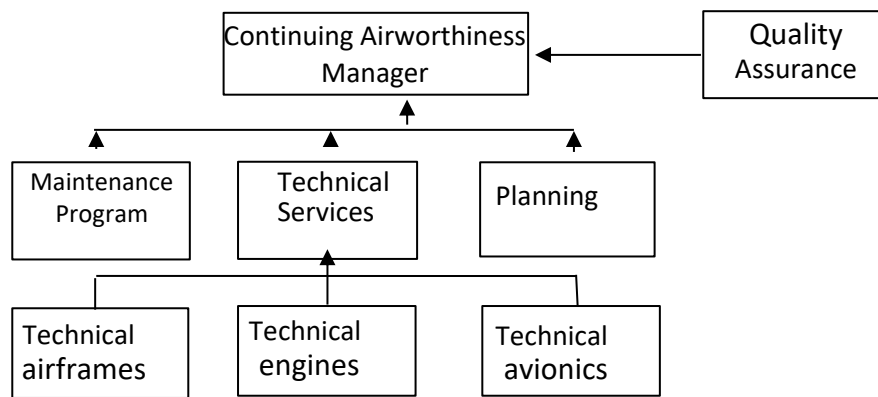 Continuing Airworthiness
Manager
Quality
Assurance
Maintenance
Program
Technical
Services
Planning
Technical
airframes
Technical
engines
Technical
avionics